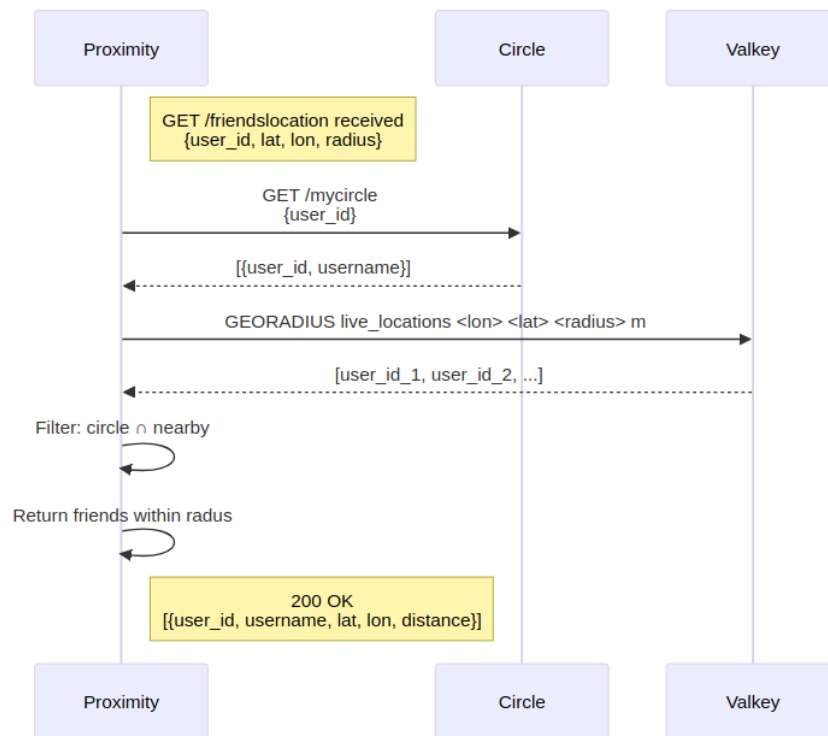 Proximity
Circle
Valkey
GET /friendslocation received
{user_id, lat, lon, radius}
GET /mycircle
{user_id}
[{user_id, username}]
GEORADIUS live_locations <lon> <lat> <radius> m
[user_id_1, user_id_2, ...]
Filter: circle ∩ nearby
Return friends within radus
200 OK
[{user_id, username, lat, lon, distance}]
Proximity
Circle
Valkey